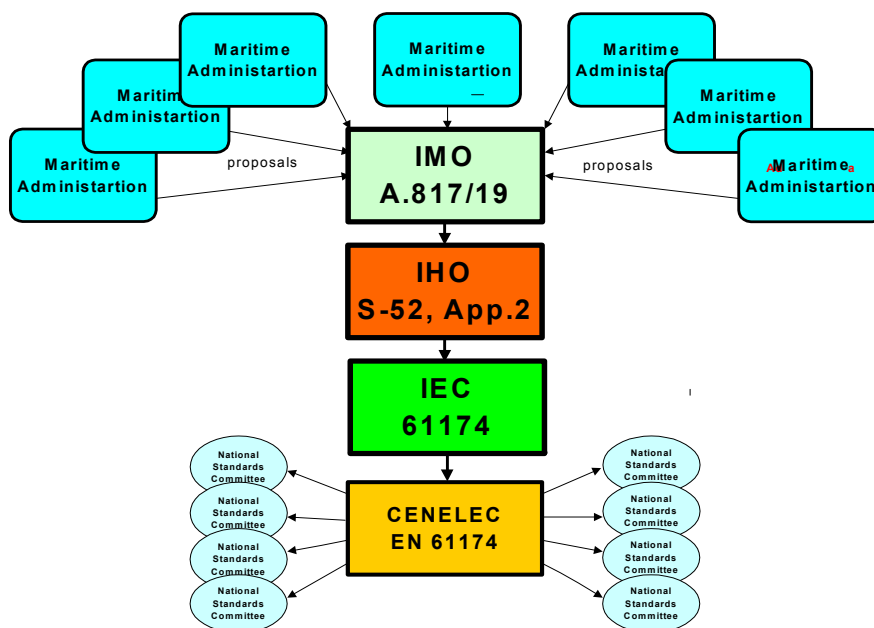 Maritime
Administartion
Maritime
Administartion
Maritime
Administartion
Maritime
Administartion
Maritime
Maritime
Administartion
Maritime
Administartion
proposals
proposals
IMO
A.817/19
IHO
S-52, App.2
IEC
61174
CENELEC
EN 61174
National
Standards
Committee
National
Standards
Committee
National
Standards
Committee
National
Standards
Committee
National
Standards
Committee
National
Standards
Committee
National
Standards
Committee
National
Standards
Committee